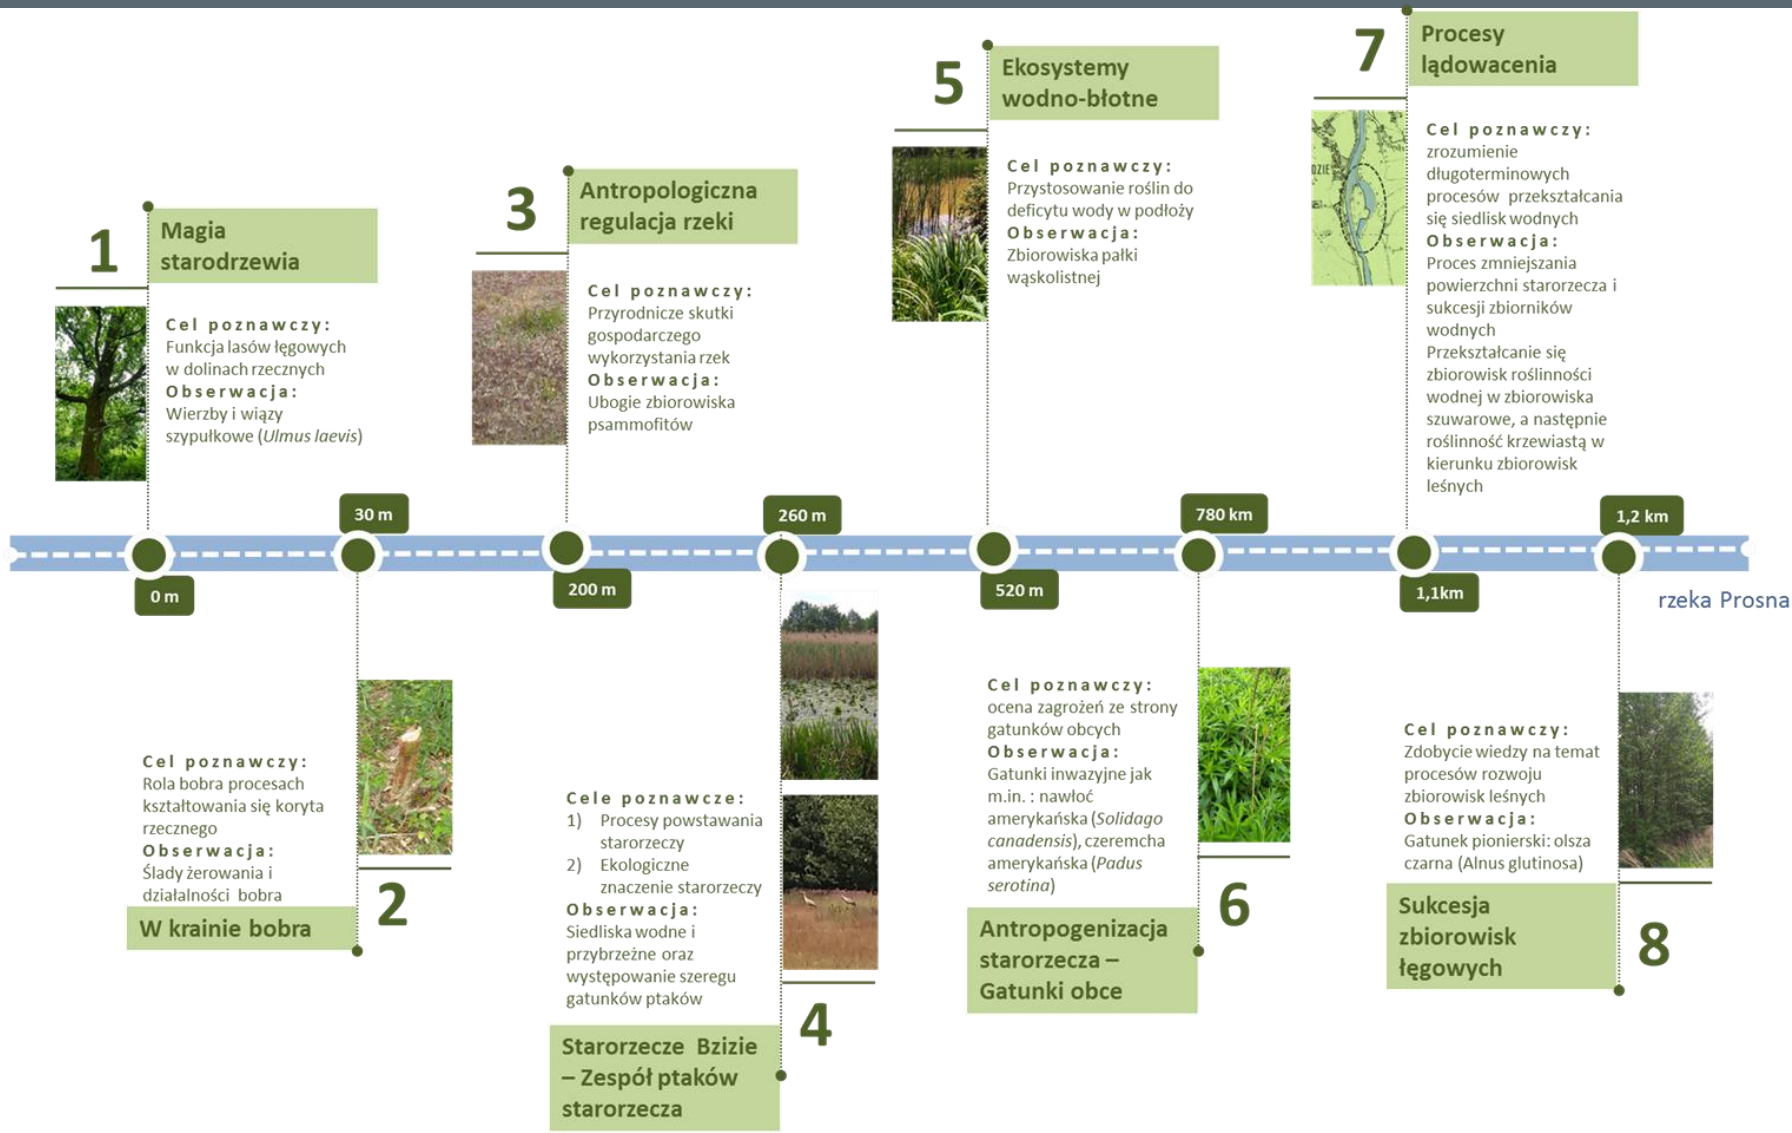 1
Magia
starodrzewia
Cel poznawczy:
Funkcja lasów łęgowych
w dolinach rzecznych
Obserwacja:
Wierzby i wiązy
szypułkowe (Ulmus laevis)
0 m
30 m
Cel poznawczy:
Rola bobra procesach
kształtowania się koryta
rzecznego
Obserwacja:
Ślady żerowania i
działalności bobra
W krainie bobra
2
3
Antropologiczna
regulacja rzeki
Cel poznawczy:
Przyrodnicze skutki
gospodarczego
wykorzystania rzek
Obserwacja:
Ubogie zbiorowiska
psammofitów
200 m
260 m
Cele poznawcze:
1) Procesy powstawania
starorzeczy
2) Ekologiczne
znaczenie starorzeczy
Obserwacja:
Siedliska wodne i
przybrzeżne oraz
występowanie szeregu
gatunków ptaków
Starorzecze Bzizie
– Zespół ptaków
starorzecza
4
5
Ekosystemy
wodno-błotne
Cel poznawczy:
Przystosowanie roślin do
deficytu wody w podłoży
Obserwacja:
Zbiorowiska pałki
wąskolistnej
520 m
780 km
Cel poznawczy:
ocena zagrożeń ze strony
gatunków obcych
Obserwacja:
Gatunki inwazyjne jak
m.in. : nawłoć
amerykańska (Solidago
canadensis), czeremcha
amerykańska (Padus
serotina)
Antropogenizacja
starorzecza –
Gatunki obce
6
7
Procesy
lądowacenia
DZIE
Cel poznawczy:
zrozumienie
długoterminowych
procesów przekształcania
się siedlisk wodnych
Obserwacja:
Proces zmniejszania
powierzchni starorzecza i
sukcesji zbiorników
wodnych
Przekształcanie się
zbiorowisk roślinności
wodnej w zbiorowiska
szuwarowe, a następnie
roślinność krzewiastą w
kierunku zbiorowisk
leśnych
1,1km
1,2 km
rzeka Prosna
Cel poznawczy:
Zdobycie wiedzy na temat
procesów rozwoju
zbiorowisk leśnych
Obserwacja:
Gatunek pionierski: olsza
czarna (Alnus glutinosa)
Sukcesja
zbiorowisk
łęgowych
8